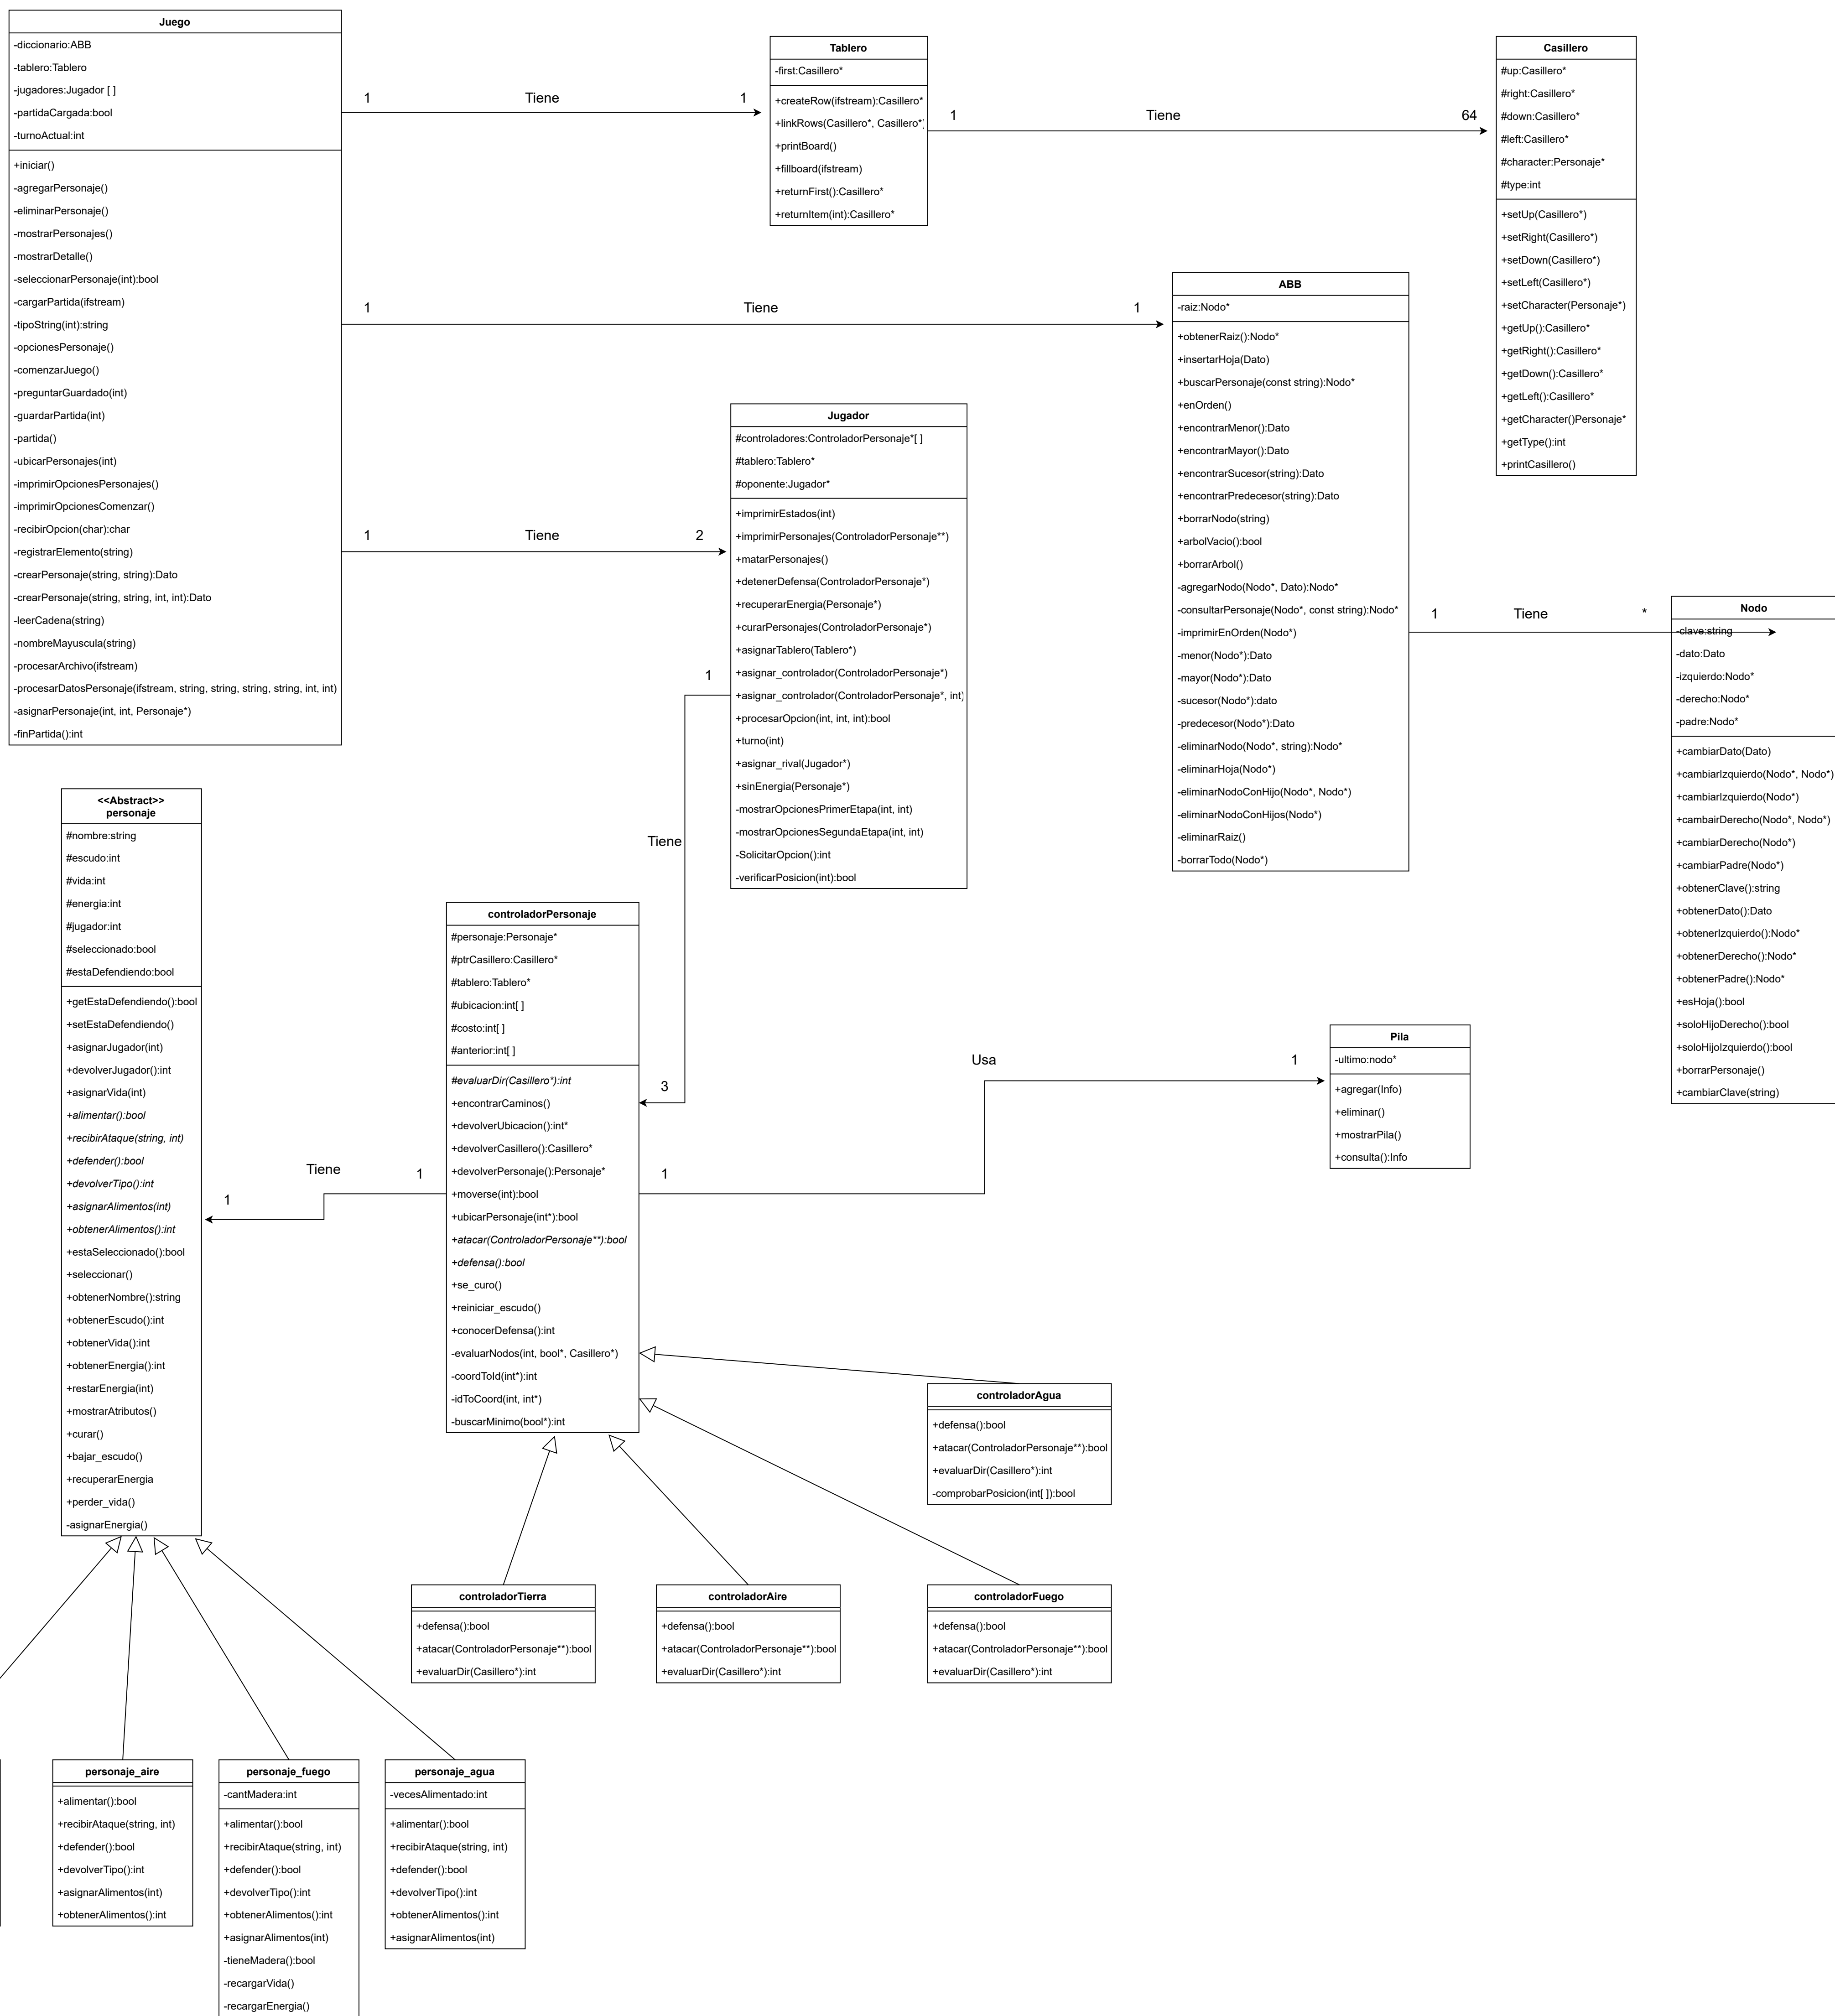 Juego
-diccionario:ABB
-tablero:Tablero
-jugadores:Jugador [ ]
-partidaCargada:bool
-turnoActual:int
+iniciar()
-agregarPersonaje()
-eliminarPersonaje()
-mostrarPersonajes()
-mostrarDetalle()
-seleccionarPersonaje(int):bool
-cargarPartida(ifstream)
-tipoString(int):string
-opcionesPersonaje()
-comenzarJuego()
-preguntarGuardado(int)
-guardarPartida(int)
-partida()
-ubicarPersonajes(int)
-imprimirOpcionesPersonajes()
-imprimirOpcionesComenzar()
-recibirOpcion(char):char
-registrarElemento(string)
-crearPersonaje(string, string):Dato
-crearPersonaje(string, string, int, int):Dato
-leerCadena(string)
-nombreMayuscula(string)
-procesarArchivo(ifstream)
-procesarDatosPersonaje(ifstream, string, string, string, string, int, int)
-asignarPersonaje(int, int, Personaje*)
-finPartida():int
1 Tiene 1
Tablero
-first:Casillero*
+createRow(ifstream):Casillero*
+linkRows(Casillero*, Casillero*)
+printBoard()
+fillboard(ifstream)
+returnFirst():Casillero*
+returnItem(int):Casillero*
1 Tiene 64
Casillero
#up:Casillero*
#right:Casillero*
#down:Casillero*
#left:Casillero*
#character:Personaje*
#type:int
+setUp(Casillero*)
+setRight(Casillero*)
+setDown(Casillero*)
+setLeft(Casillero*)
+setCharacter(Personaje*)
+getUp():Casillero*
+getRight():Casillero*
+getDown():Casillero*
+getLeft():Casillero*
+getCharacter()Personaje*
+getType():int
+printCasillero()
1 Tiene 1
ABB
-raiz:Nodo*
+obtenerRaiz():Nodo*
+insertarHoja(Dato)
+buscarPersonaje(const string):Nodo*
+enOrden()
+encontrarMenor():Dato
+encontrarMayor():Dato
+encontrarSucesor(string):Dato
+encontrarPredecesor(string):Dato
+borrarNodo(string)
+arbolVacio():bool
+borrarArbol()
-agregarNodo(Nodo*, Dato):Nodo*
-consultarPersonaje(Nodo*, const string):Nodo*
-imprimirEnOrden(Nodo*)
-menor(Nodo*):Dato
-mayor(Nodo*):Dato
-sucesor(Nodo*):dato
-predecesor(Nodo*):Dato
-eliminarNodo(Nodo*, string):Nodo*
-eliminarHoja(Nodo*)
-eliminarNodoConHijo(Nodo*, Nodo*)
-eliminarNodoConHijos(Nodo*)
-eliminarRaiz()
-borrarTodo(Nodo*)
1 Tiene *
Nodo
-clave:string
-dato:Dato
-izquierdo:Nodo*
-derecho:Nodo*
-padre:Nodo*
+cambiarDato(Dato)
+cambiarIzquierdo(Nodo*, Nodo*)
+cambiarIzquierdo(Nodo*)
+cambairDerecho(Nodo*, Nodo*)
+cambiarDerecho(Nodo*)
+cambiarPadre(Nodo*)
+obtenerClave():string
+obtenerDato():Dato
+obtenerIzquierdo():Nodo*
+obtenerDerecho():Nodo*
+obtenerPadre():Nodo*
+esHoja():bool
+soloHijoDerecho():bool
+soloHijoIzquierdo():bool
+borrarPersonaje()
+cambiarClave(string)
1 Tiene 2
Jugador
#controladores:ControladorPersonaje*[ ]
#tablero:Tablero*
#oponente:Jugador*
+imprimirEstados(int)
+imprimirPersonajes(ControladorPersonaje**)
+matarPersonajes()
+detenerDefensa(ControladorPersonaje*)
+recuperarEnergia(Personaje*)
+curarPersonajes(ControladorPersonaje*)
+asignarTablero(Tablero*)
+asignar_controlador(ControladorPersonaje*)
+asignar_controlador(ControladorPersonaje*, int)
+procesarOpcion(int, int, int):bool
+turno(int)
+asignar_rival(Jugador*)
+sinEnergia(Personaje*)
-mostrarOpcionesPrimerEtapa(int, int)
-mostrarOpcionesSegundaEtapa(int, int)
-SolicitarOpcion():int
-verificarPosicion(int):bool
1
Tiene
3
<<Abstract>>
personaje
#nombre:string
#escudo:int
#vida:int
#energia:int
#jugador:int
#seleccionado:bool
#estaDefendiendo:bool
+getEstaDefendiendo():bool
+setEstaDefendiendo()
+asignarJugador(int)
+devolverJugador():int
+asignarVida(int)
+alimentar():bool
+recibirAtaque(string, int)
+defender():bool
+devolverTipo():int
+asignarAlimentos(int)
+obtenerAlimentos():int
+estaSeleccionado():bool
+seleccionar()
+obtenerNombre():string
+obtenerEscudo():int
+obtenerVida():int
+obtenerEnergia():int
+restarEnergia(int)
+mostrarAtributos()
+curar()
+bajar_escudo()
+recuperarEnergia
+perder_vida()
-asignarEnergia()
1 Tiene 1
controladorPersonaje
#personaje:Personaje*
#ptrCasillero:Casillero*
#tablero:Tablero*
#ubicacion:int[ ]
#costo:int[ ]
#anterior:int[ ]
#evaluarDir(Casillero*):int
+encontrarCaminos()
+devolverUbicacion():int*
+devolverCasillero():Casillero*
+devolverPersonaje():Personaje*
+moverse(int):bool
+ubicarPersonaje(int*):bool
+atacar(ControladorPersonaje**):bool
+defensa():bool
+se_curo()
+reiniciar_escudo()
+conocerDefensa():int
-evaluarNodos(int, bool*, Casillero*)
-coordToId(int*):int
-idToCoord(int, int*)
-buscarMinimo(bool*):int
1 Usa 1
Pila
-ultimo:nodo*
+agregar(Info)
+eliminar()
+mostrarPila()
+consulta():Info
controladorAgua
+defensa():bool
+atacar(ControladorPersonaje**):bool
+evaluarDir(Casillero*):int
-comprobarPosicion(int[ ]):bool
controladorTierra
+defensa():bool
+atacar(ControladorPersonaje**):bool
+evaluarDir(Casillero*):int
controladorAire
+defensa():bool
+atacar(ControladorPersonaje**):bool
+evaluarDir(Casillero*):int
controladorFuego
+defensa():bool
+atacar(ControladorPersonaje**):bool
+evaluarDir(Casillero*):int
personaje_aire
+alimentar():bool
+recibirAtaque(string, int)
+defender():bool
+devolverTipo():int
+asignarAlimentos(int)
+obtenerAlimentos():int
personaje_fuego
-cantMadera:int
+alimentar():bool
+recibirAtaque(string, int)
+defender():bool
+devolverTipo():int
+obtenerAlimentos():int
+asignarAlimentos(int)
-tieneMadera():bool
-recargarVida()
-recargarEnergia()
personaje_agua
-vecesAlimentado:int
+alimentar():bool
+recibirAtaque(string, int)
+defender():bool
+devolverTipo():int
+obtenerAlimentos():int
+asignarAlimentos(int)